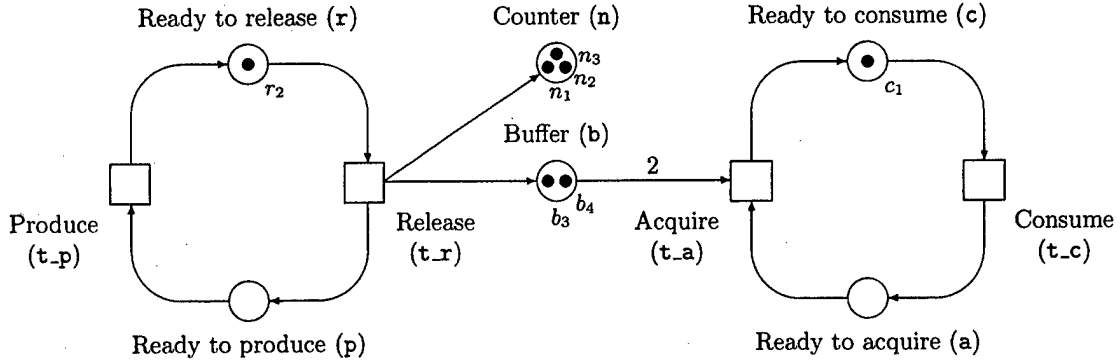 Ready to release (r)
Counter (n)
Ready to consume (c)
r2
n3
n2
n1
c1
Buffer (b)
2
b4
b3
Produce
(t_p)
Release
(t_r)
Acquire
(t_a)
Consume
(t_c)
Ready to produce (p)
Ready to acquire (a)